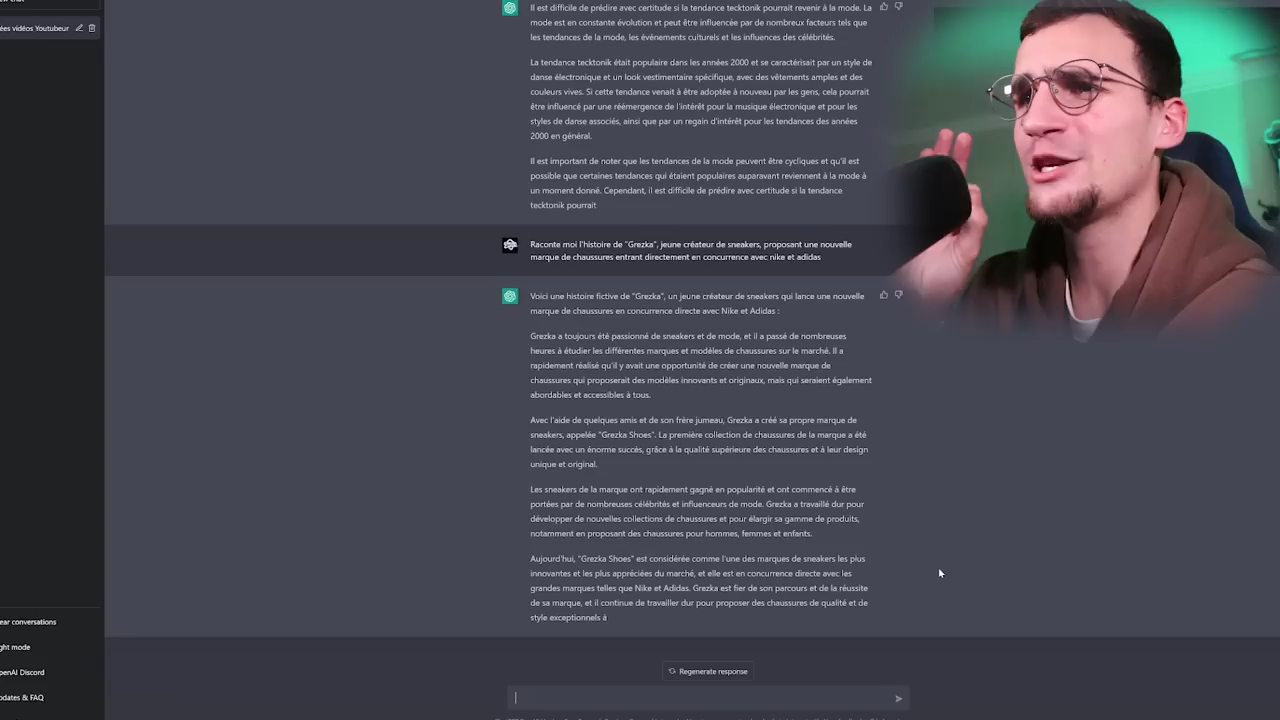 ées vidéos Youtubeur
Il est difficile de prédire avec certitude si la tendance tecktonik pourrait revenir à la mode. La
mode est en constante évolution et peut être influencée par de nombreux facteurs tels que
les tendances de la mode, les événements culturels et les influences des célébrités.
La tendance tecktonik était populaire dans les années 2000 et se caractérisait par un style de
danse électronique et un look vestimentaire spécifique, avec des vêtements amples et des
couleurs vives. Si cette tendance venait à être adoptée à nouveau par les gens, cela pourrait
être influencé par une réémergence de l'intérêt pour la musique électronique et pour les
styles de danse associés, ainsi que par un regain d'intérêt pour les tendances des années
2000 en général.
Il est important de noter que les tendances de la mode peuvent être cycliques et qu'il est
possible que certaines tendances qui étaient populaires auparavant reviennent à la mode à
un moment donné. Cependant, il est difficile de prédire avec certitude si la tendance
tecktonik pourrait
Raconte moi l'histoire de "Grezka", jeune créateur de sneakers, proposant une nouvelle
marque de chaussures entrant directement en concurrence avec nike et adidas
Voici une histoire fictive de "Grezka", un jeune créateur de sneakers qui lance une nouvelle
marque de chaussures en concurrence directe avec Nike et Adidas :
Grezka a toujours été passionné de sneakers et de mode, et il a passé de nombreuses
heures à étudier les différentes marques et modèles de chaussures sur le marché. Il a
rapidement réalisé qu'il y avait une opportunité de créer une nouvelle marque de
chaussures qui proposerait des modèles innovants et originaux, mais qui seraient également
abordables et accessibles à tous.
Avec l'aide de quelques amis et de son frère jumeau, Grezka a créé sa propre marque de
sneakers, appelée "Grezka Shoes". La première collection de chaussures de la marque a été
lancée avec un énorme succès, grâce à la qualité supérieure des chaussures et à leur design
unique et original.
Les sneakers de la marque ont rapidement gagné en popularité et ont commencé à être
portées par de nombreuses célébrités et influenceurs de mode. Grezka a travaillé dur pour
développer de nouvelles collections de chaussures et pour élargir sa gamme de produits,
notamment en proposant des chaussures pour hommes, femmes et enfants.
Aujourd'hui, "Grezka Shoes" est considérée comme l'une des marques de sneakers les plus
innovantes et les plus appréciées du marché, et elle est en concurrence directe avec les
grandes marques telles que Nike et Adidas. Grezka est fier de son parcours et de la réussite
de sa marque, et il continue de travailler dur pour proposer des chaussures de qualité et de
style exceptionnels à
ear conversations
ght mode
penAI Discord
pdates & FAQ
Regenerate response